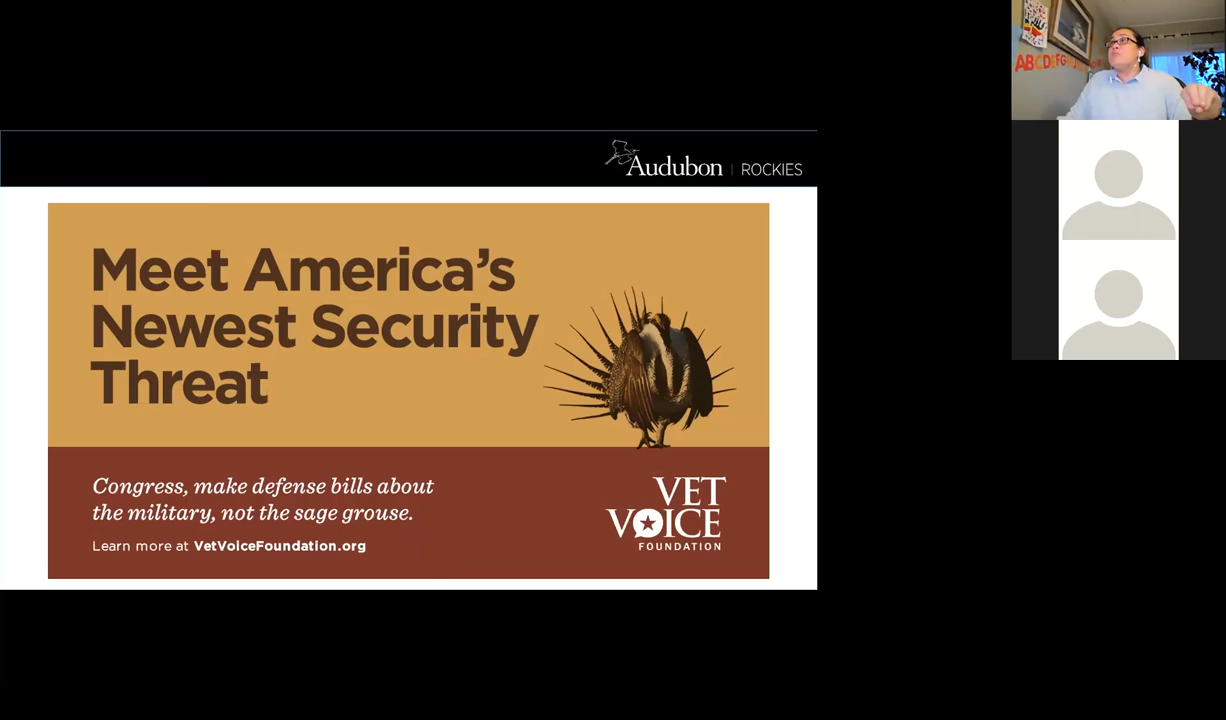 Audubon | ROCKIES
Meet America's
Newest Security
Threat
Congress, make defense bills about
the military, not the sage grouse.
Learn more at VetVoiceFoundation.org
VET
VOICE
FOUNDATION
ABCDEFG